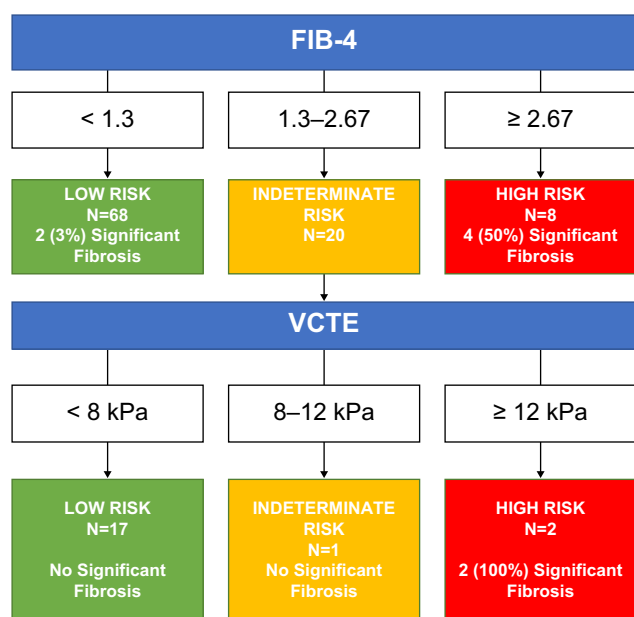 FIB-4
< 1.3
1.3–2.67
≥ 2.67
LOW RISK
N=68
2 (3%) Significant
Fibrosis
INDETERMINATE
RISK
N=20
HIGH RISK
N=8
4 (50%) Significant
Fibrosis
VCTE
< 8 kPa
8–12 kPa
≥ 12 kPa
LOW RISK
N=17
No Significant
Fibrosis
INDETERMINATE
RISK
N=1
No Significant
Fibrosis
HIGH RISK
N=2
2 (100%) Significant
Fibrosis